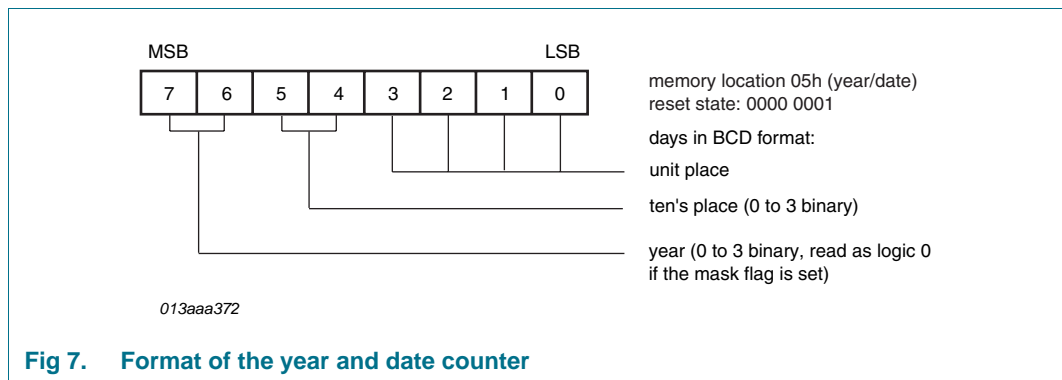 MSB LSB
7 6 5 4 3 2 1 0
memory location 05h (year/date)
reset state: 0000 0001
days in BCD format:
unit place
ten's place (0 to 3 binary)
year (0 to 3 binary, read as logic 0
if the mask flag is set)
013aaa372
Fig 7. Format of the year and date counter